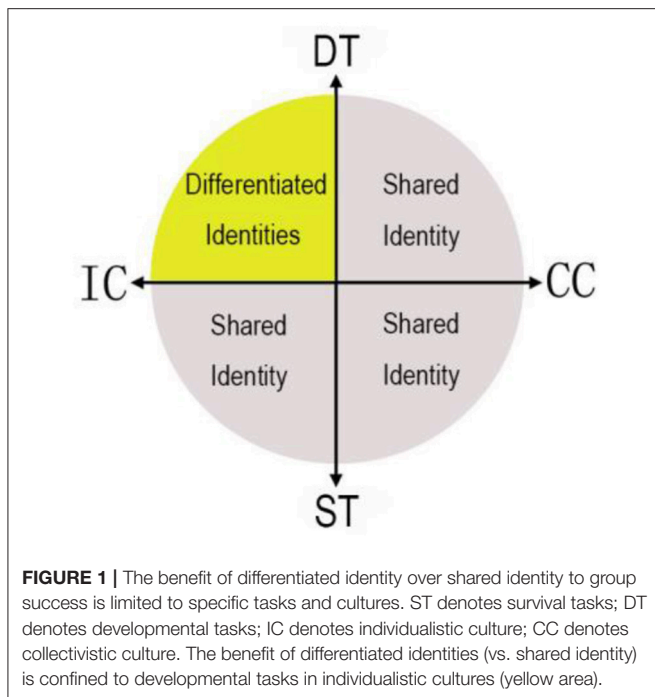 DT
Differentiated
Identities
Shared
Identity
IC
CC
Shared
Identity
Shared
Identity
ST
FIGURE 1 | The benefit of differentiated identity over shared identity to group
success is limited to specific tasks and cultures. ST denotes survival tasks; DT
denotes developmental tasks; IC denotes individualistic culture; CC denotes
collectivistic culture. The benefit of differentiated identities (vs. shared identity)
is confined to developmental tasks in individualistic cultures (yellow area).